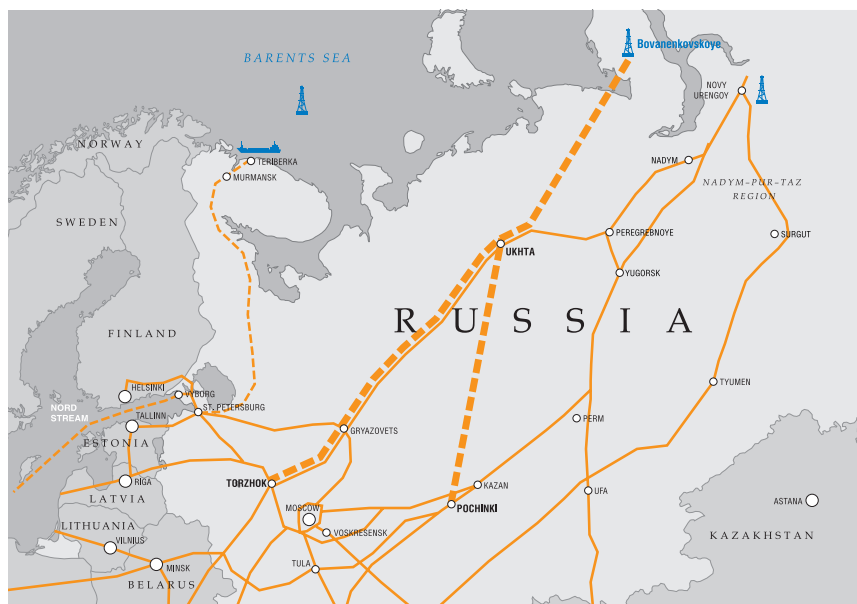 Bovanenkovskoye
BARENTS SEA
NOVY
URENGOY
NORWAY
TERIBERKA
NADYM
MURMANSK
NADYM–PUR–TAZ
REGION
SWEDEN
PEREGREBNOYE
SURGUT
UKHTA
YUGORSK
RUSSIA
FINLAND
TYUMEN
HELSINKI
VYBORG
NORD
STREAM
ST. PETERSBURG
TALLINN
PERM
GRYAZOVETS
ESTONIA
RIGA
TORZHOK
KAZAN
UFA
LATVIA
MOSCOW
POCHINKI
ASTANA
LITHUANIA
VOSKRESENSK
KAZAKHSTAN
VILNIUS
TULA
MINSK
BELARUS